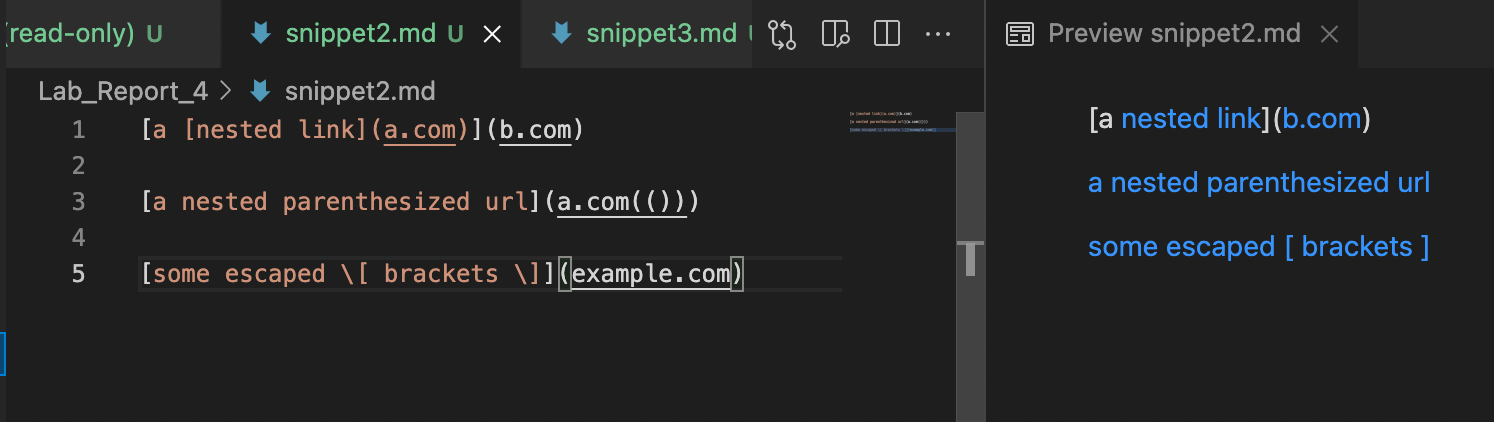 (read-only) U snippet2.md U snippet3.md Preview snippet2.md
Lab_Report_4 > snippet2.md
1 [a [nested link](a.com)](b.com)
2
3 [a nested parenthesized url](a.com(()))
4
5 [some escaped \[ brackets \]](example.com)
[a nested link](b.com)
a nested parenthesized url
some escaped [ brackets ]